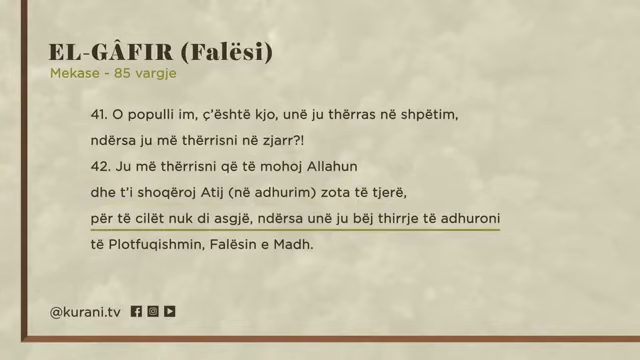 EL-GÂFIR (Falësi)
Mekase - 85 vargje
41. O populli im, ç'është kjo, unë ju thërras në shpëtim,
ndërsa ju më thërrisni në zjarr?!
42. Ju më thërrisni që të mohoj Allahun
dhe t'i shoqëroj Atij (në adhurim) zota të tjerë,
për të cilët nuk di asgjë, ndërsa unë ju bëj thirrje të adhuroni
të Plotfuqishmin, Falësin e Madh.
@kurani.tv